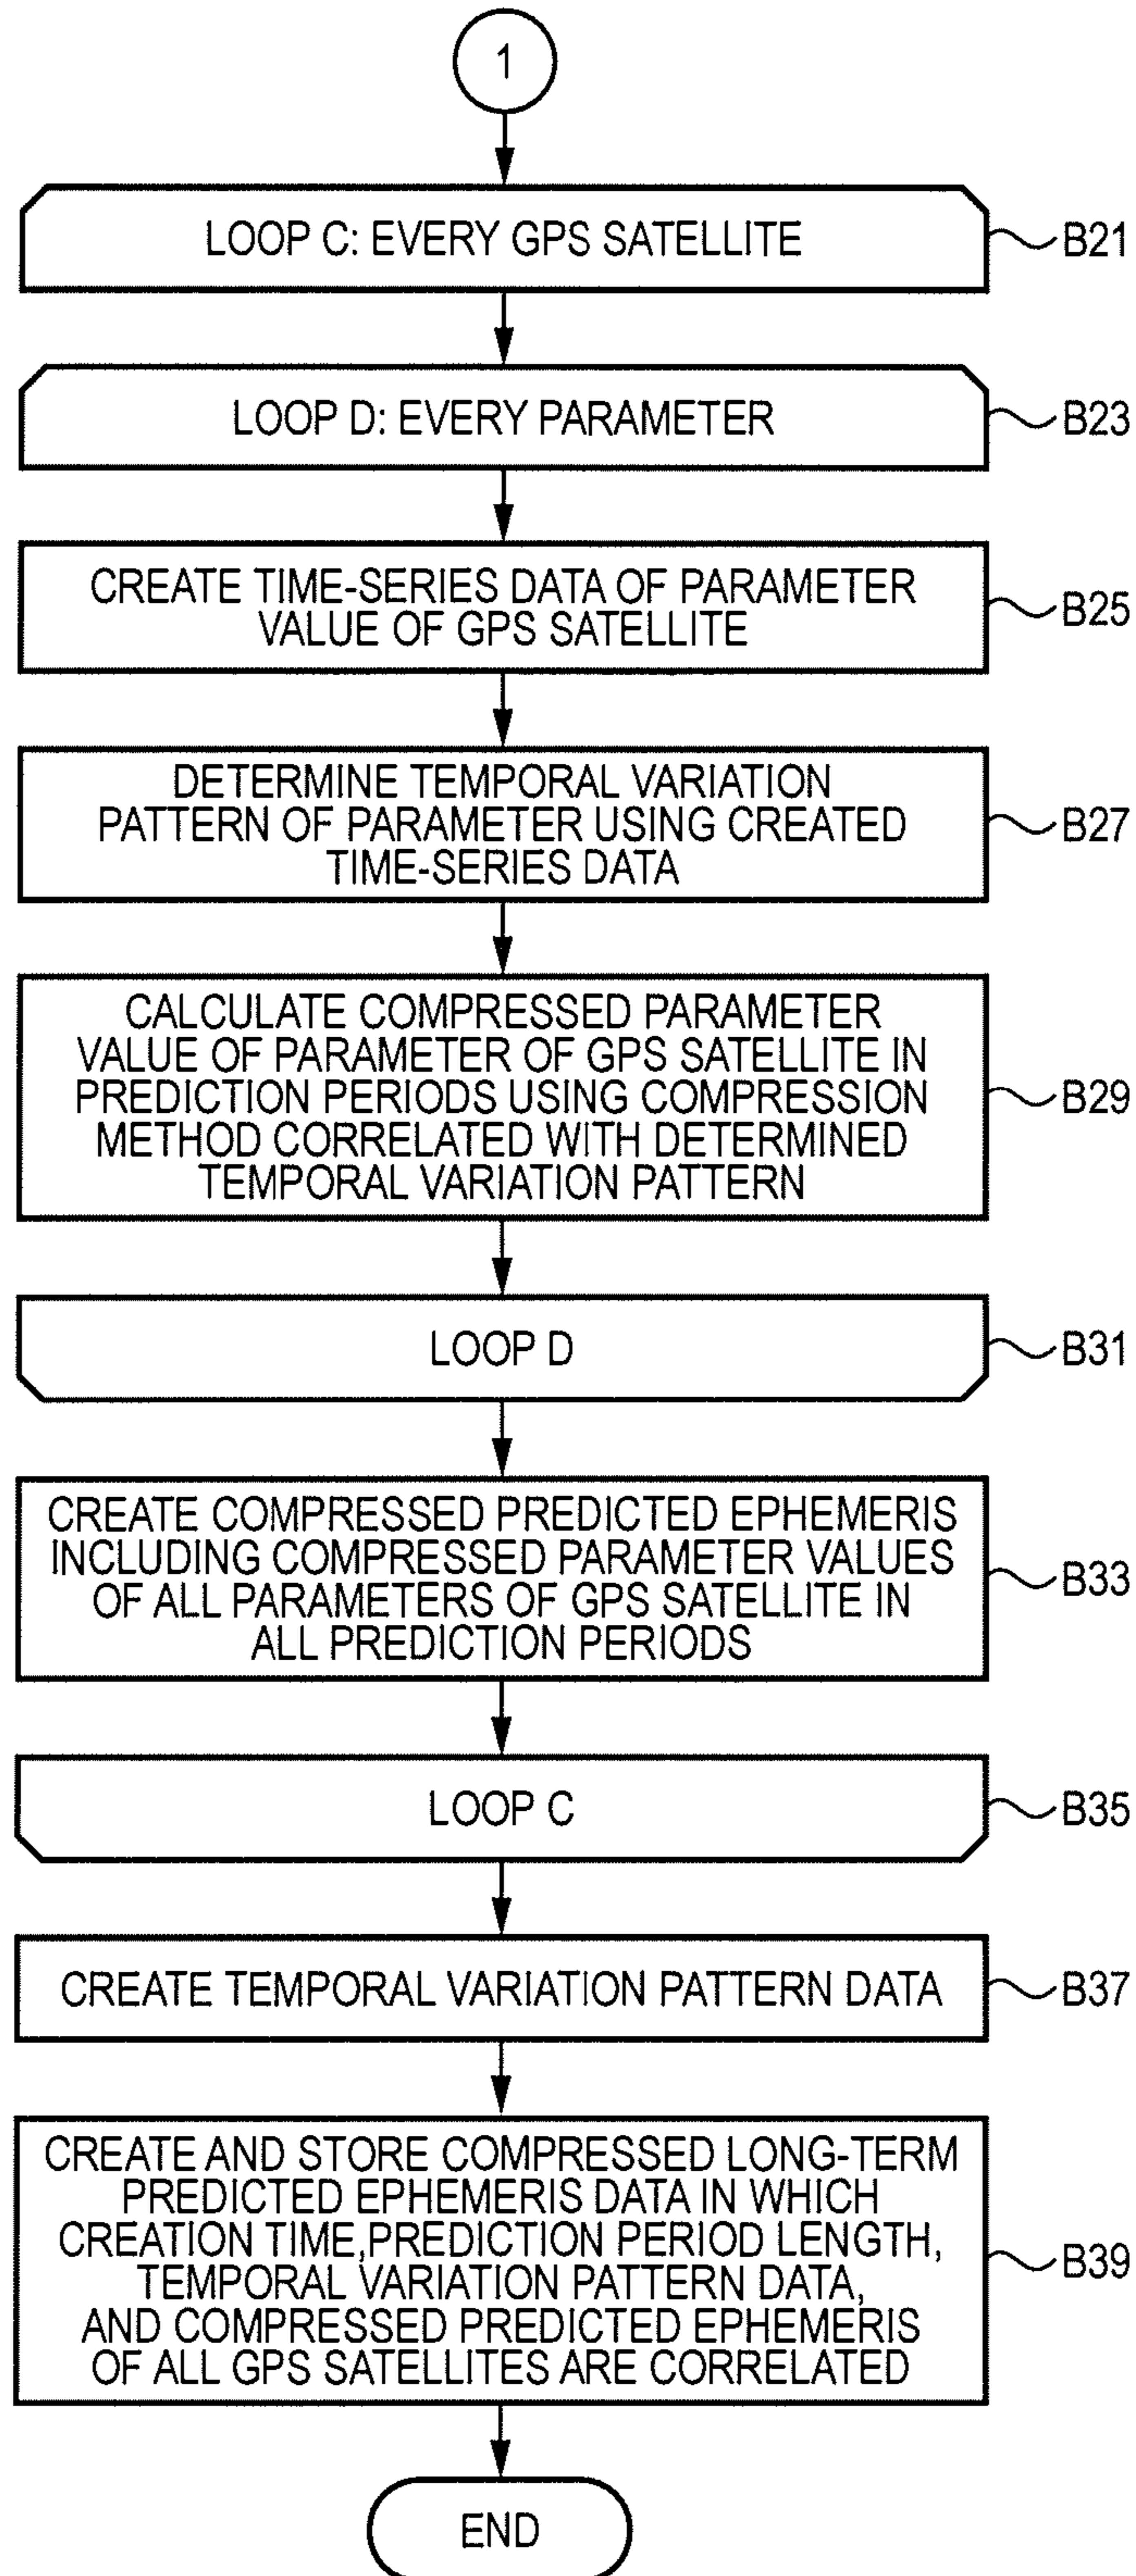 1
LOOP C: EVERY GPS SATELLITE
B21
LOOP D: EVERY PARAMETER
B23
CREATE TIME-SERIES DATA OF PARAMETER
VALUE OF GPS SATELLITE
B25
DETERMINE TEMPORAL VARIATION
PATTERN OF PARAMETER USING CREATED
TIME-SERIES DATA
B27
CALCULATE COMPRESSED PARAMETER
VALUE OF PARAMETER OF GPS SATELLITE IN
PREDICTION PERIODS USING COMPRESSION
METHOD CORRELATED WITH DETERMINED
TEMPORAL VARIATION PATTERN
B29
LOOP D
B31
CREATE COMPRESSED PREDICTED EPHEMERIS
INCLUDING COMPRESSED PARAMETER VALUES
OF ALL PARAMETERS OF GPS SATELLITE IN
ALL PREDICTION PERIODS
B33
LOOP C
B35
CREATE TEMPORAL VARIATION PATTERN DATA
B37
CREATE AND STORE COMPRESSED LONG-TERM
PREDICTED EPHEMERIS DATA IN WHICH
CREATION TIME,PREDICTION PERIOD LENGTH,
TEMPORAL VARIATION PATTERN DATA,
AND COMPRESSED PREDICTED EPHEMERIS
OF ALL GPS SATELLITES ARE CORRELATED
B39
END